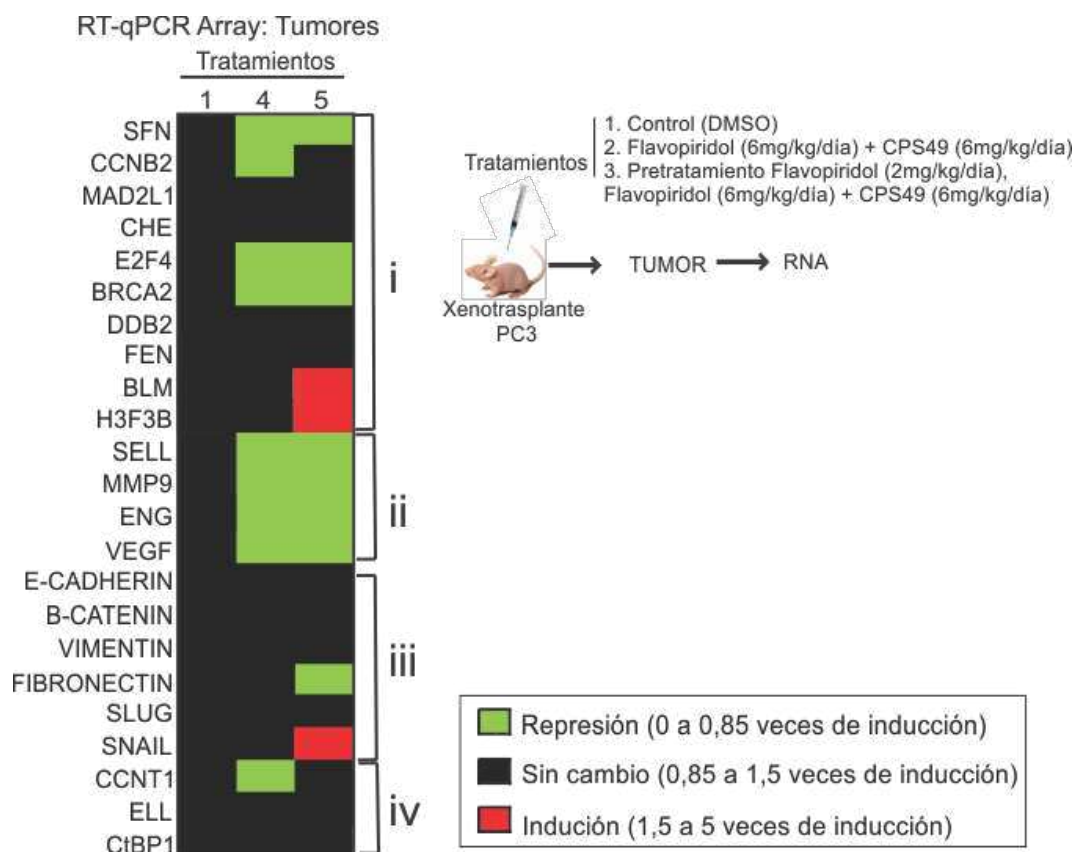 RT-qPCR Array: Tumores
Tratamientos
1 4 5
SFN
CCNB2
MAD2L1
CHE
E2F4
BRCA2
DDB2
FEN
BLM
H3F3B
i
SELL
MMP9
ENG
VEGF
ii
E-CADHERIN
B-CATENIN
VIMENTIN
FIBRONECTIN
SLUG
SNAIL
iii
CCNT1
ELL
CtBP1
iv
Tratamientos
1. Control (DMSO)
2. Flavopiridol (6mg/kg/día) + CPS49 (6mg/kg/día)
3. Pretratamiento Flavopiridol (2mg/kg/día),
Flavopiridol (6mg/kg/día) + CPS49 (6mg/kg/día)
Xenotrasplante
PC3
TUMOR
RNA
Represión (0 a 0,85 veces de inducción)
Sin cambio (0,85 a 1,5 veces de inducción)
Indución (1,5 a 5 veces de inducción)